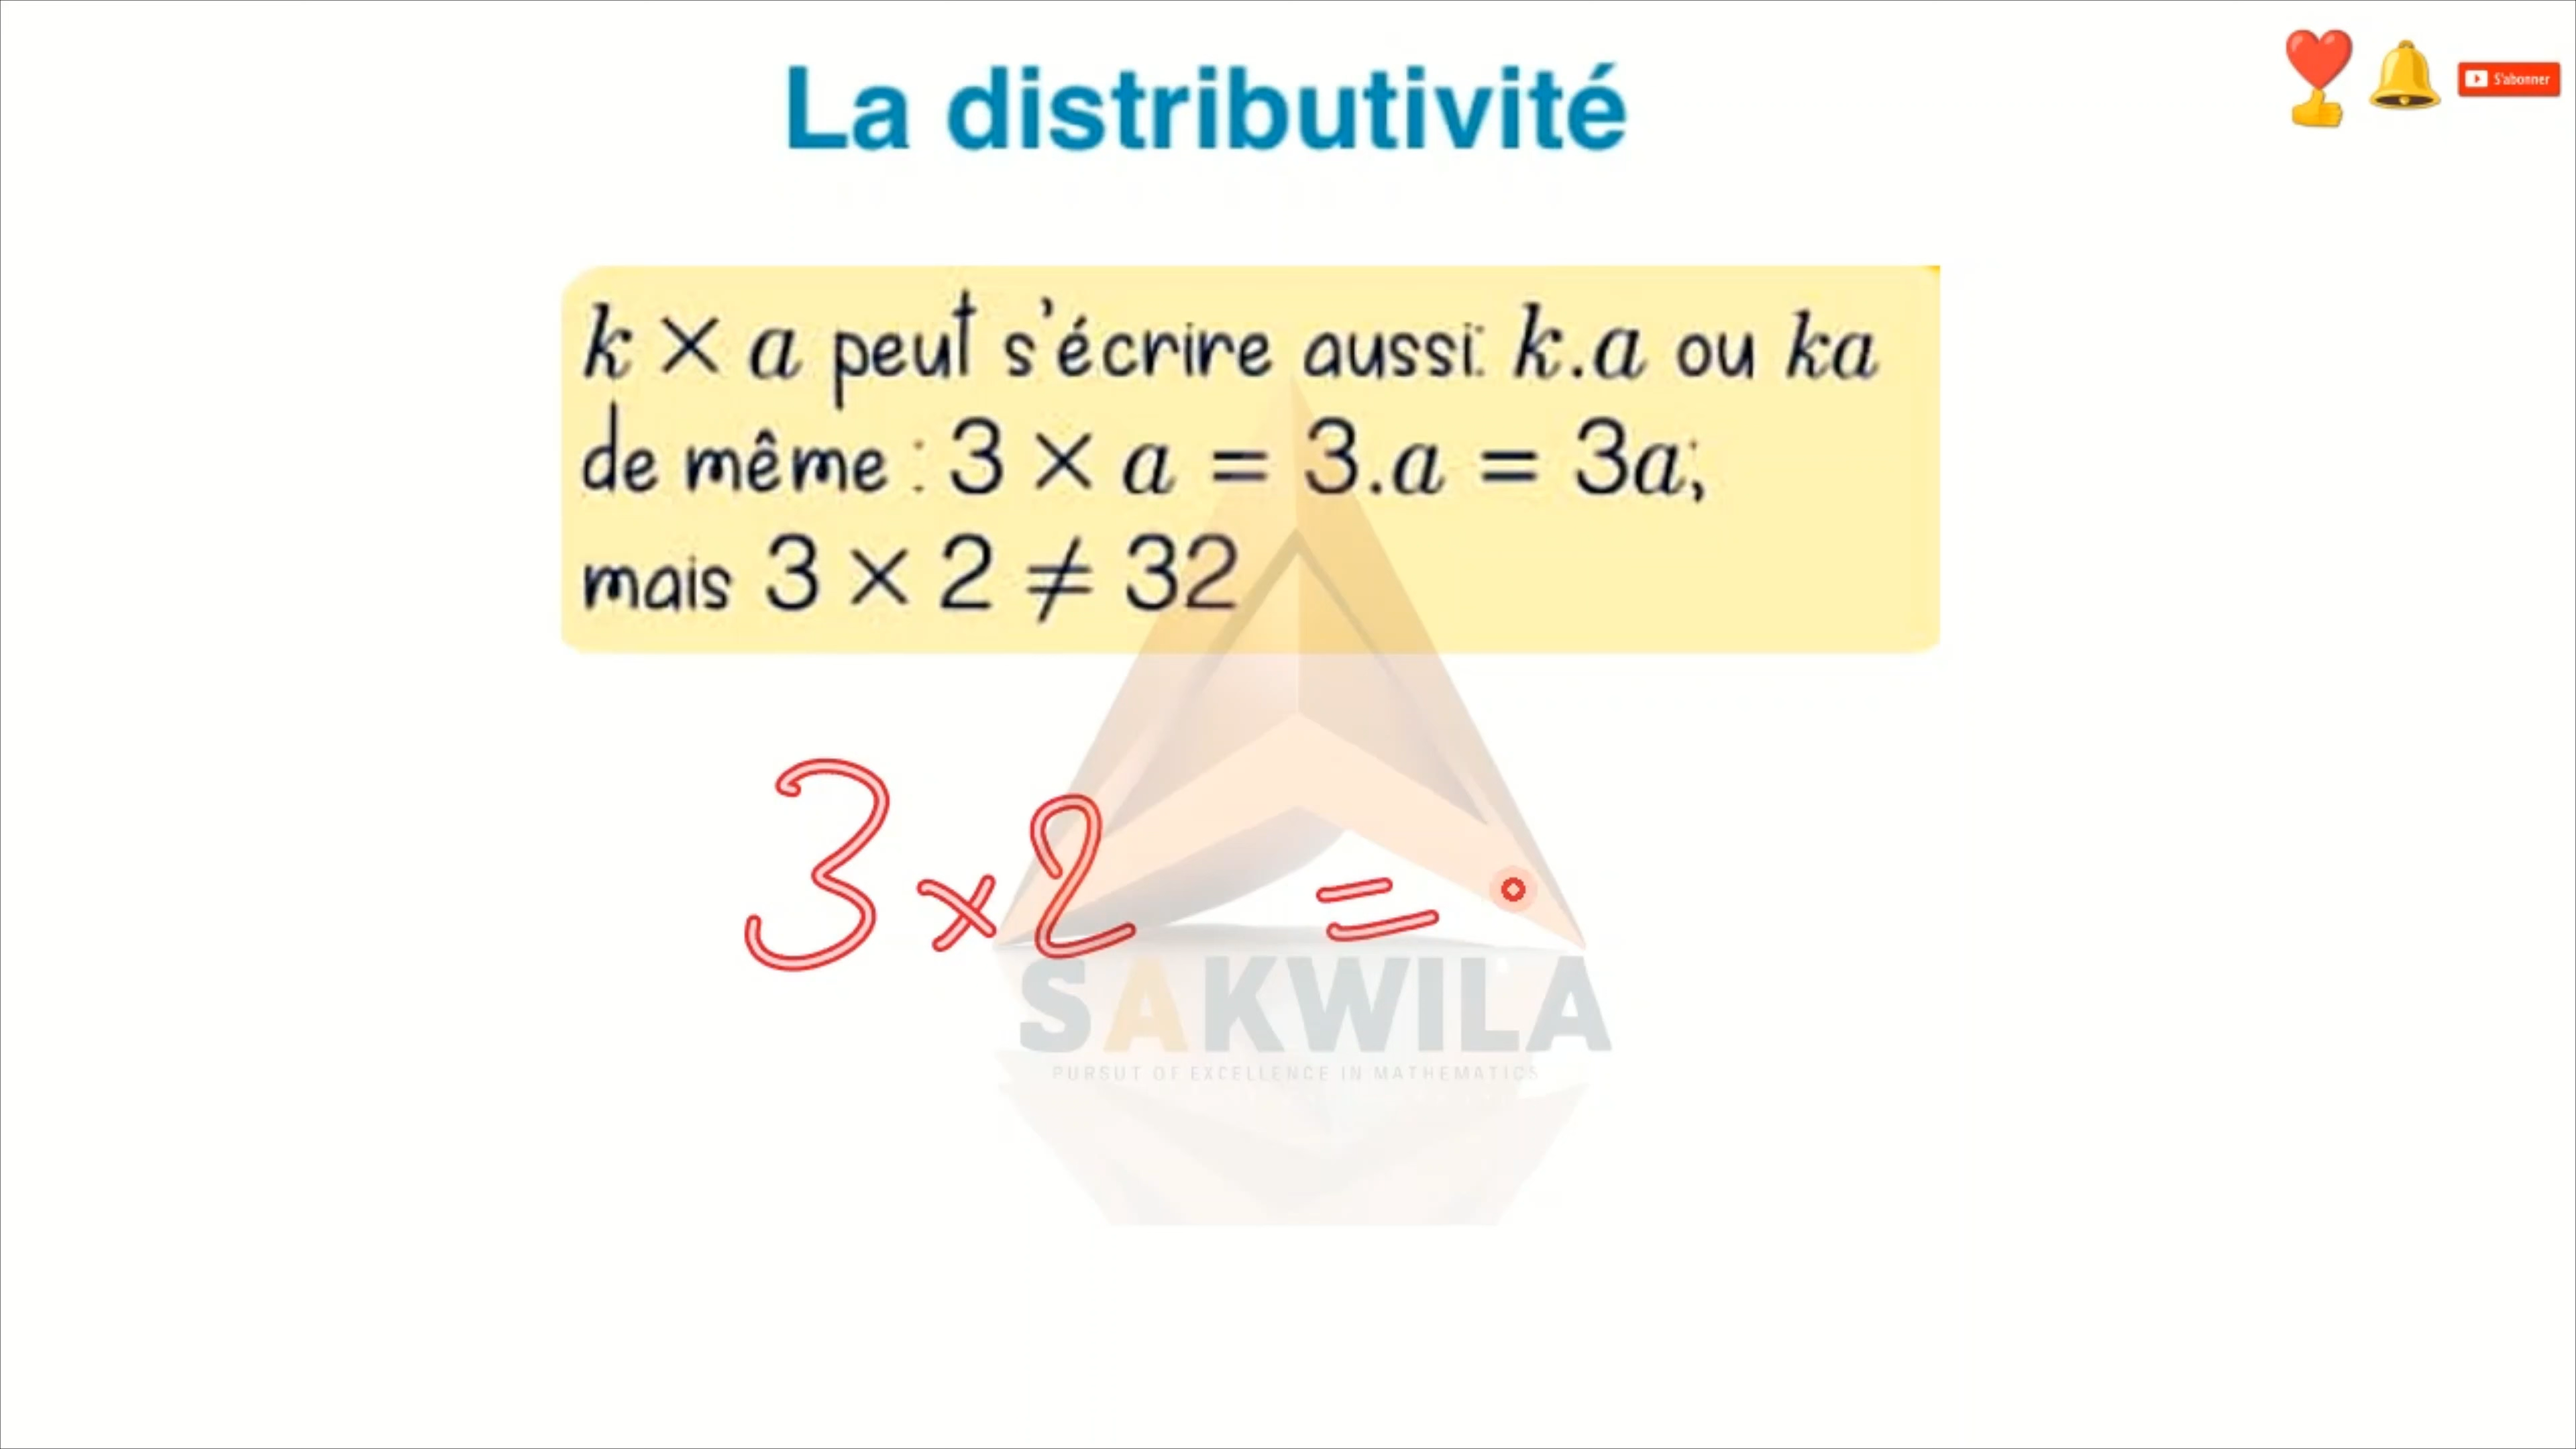 La distributivité
S'abonner
k × a peut s'écrire aussi: k.a ou ka
de même : 3 × a = 3.a = 3a;
mais 3 × 2 ≠ 32
3 × 2 =
SAKWILA
PURSUT OF EXCELLENCE IN MATHEMATICS